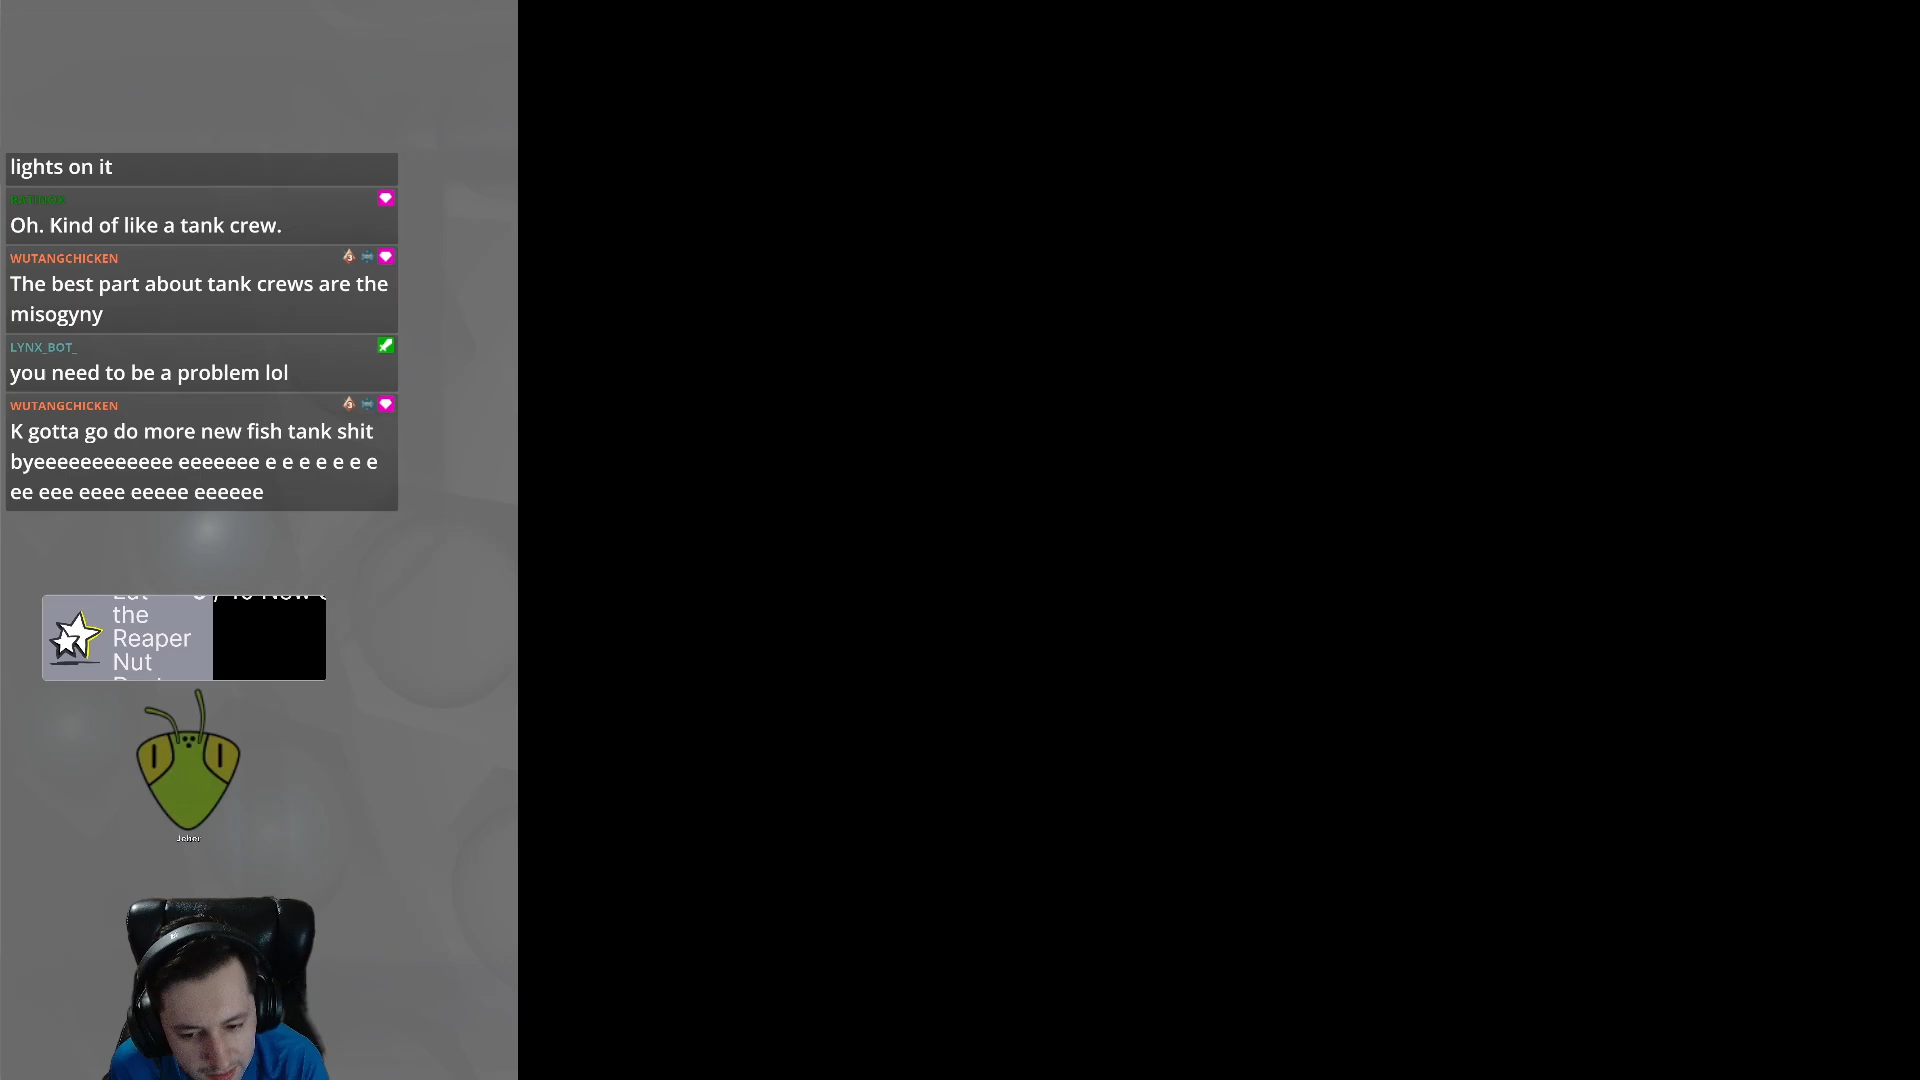 lights on it
Oh. Kind of like a tank crew.
WUTANGCHICKEN
The best part about tank crews are the
misogyny
LYNX_BOT_
you need to be a problem lol
WUTANGCHICKEN
K gotta go do more new fish tank shit
byeeeeeeeeeeee eeeeeee e e e e e e e
ee eee eeee eeeee eeeeee
the
Reaper
Nut
Jeher